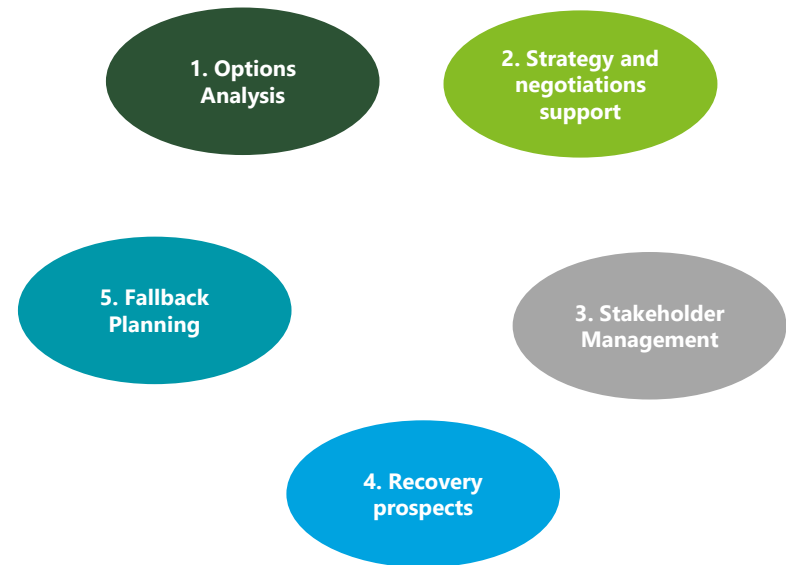 1. Options
Analysis
2. Strategy and
negotiations
support
3. Stakeholder
Management
4. Recovery
prospects
5. Fallback
Planning